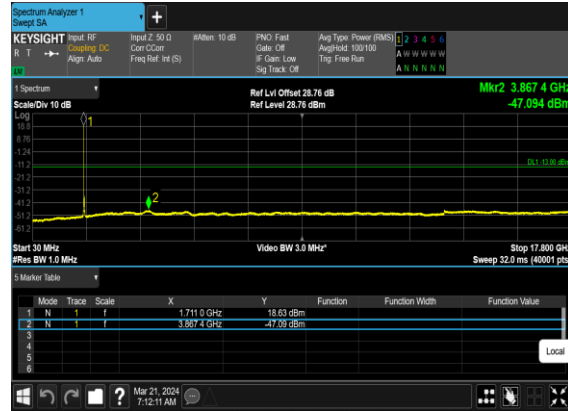 Spectrum Analyzer 1
Swept SA
+
KEYSIGHT Input: RF Input Z: 50 Ω #Atten: 10 dB PNO: Fast Avg Type: Power (RMS) 1 2 3 4 5 6
R T Coupling: DC Corr CCorr Gate: Off Avg|Hold: 100/100 A W W W W W
Align: Auto Freq Ref: Int (S) IF Gain: Low Trig: Free Run
Sig Track: Off A N N N N N
1 Spectrum Mkr2 3.867 4 GHz
Ref Lvl Offset 28.76 dB
Scale/Div 10 dB Ref Level 28.76 dBm -47.094 dBm
Log
18.8
8.76
-1.24
-11.2
-21.2
-31.2
-41.2
-51.2
-61.2
1
2
DL1 -13.00 dBm
Start 30 MHz Video BW 3.0 MHz* Stop 17.800 GHz
#Res BW 1.0 MHz Sweep 32.0 ms (40001 pts)
5 Marker Table
Mode Trace Scale X Y Function Function Width Function Value
1 N 1 f 1.711 0 GHz 18.63 dBm
2 N 1 f 3.867 4 GHz -47.09 dBm
3
4
5
6
Local
?
Mar 21, 2024
7:12:11 AM